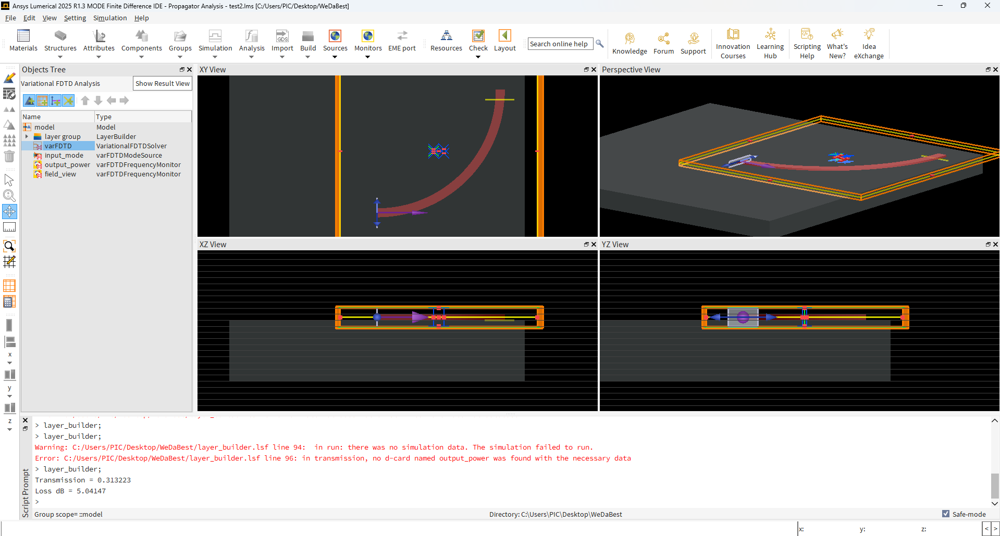 Ansys Lumerical 2025 R1.3 MODE Finite Difference IDE - Propagator Analysis - test2.lms [C:/Users/PIC/Desktop/WeDaBest]
File Edit View Setting Simulation Help
Materials Structures Attributes Components Groups Simulation Analysis Import Build Sources Monitors EME port Resources Check Layout
GDS
Search online help
Knowledge Forum Support
Innovation Courses
Learning Hub
Scripting Help
What's New?
Idea eXchange
Objects Tree
Variational FDTD Analysis Show Result View
Name Type
model Model
layer group LayerBuilder
varFDTD VariationalFDTDSolver
input_mode varFDTDModeSource
output_power varFDTDFrequencyMonitor
field_view varFDTDFrequencyMonitor
XY View
Perspective View
XZ View
YZ View
x
y
z
> layer_builder;
> layer_builder;
Warning: C:/Users/PIC/Desktop/WeDaBest/layer_builder.lsf line 94:  in run: there was no simulation data. The simulation failed to run.
Error: C:/Users/PIC/Desktop/WeDaBest/layer_builder.lsf line 96: in transmission, no d-card named output_power was found with the necessary data
> layer_builder;
Transmission = 0.313223
Loss dB = 5.04147
>
Script Prompt
Group scope= ::model
Directory: C:\Users\PIC\Desktop\WeDaBest
Safe-mode
x: y: z: < >